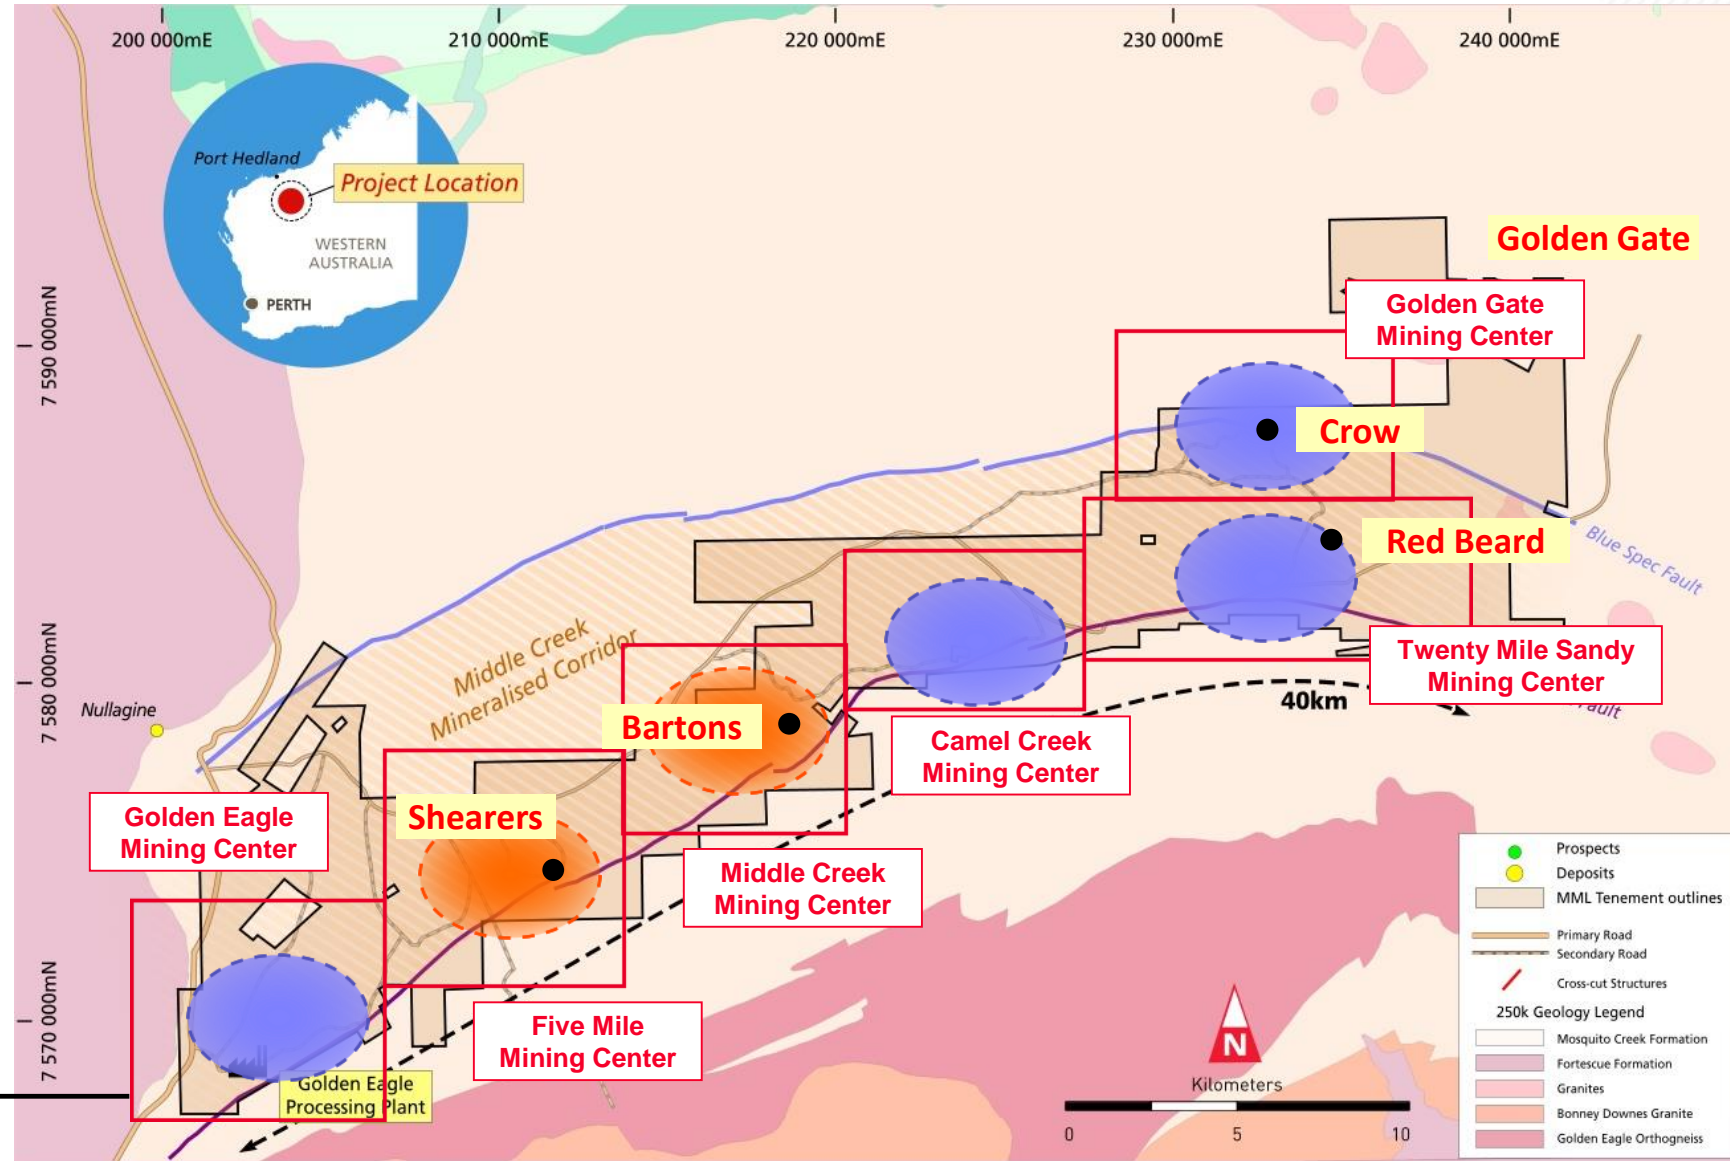 200 000mE
210 000mE
220 000mE
230 000mE
240 000mE
Port Hedland
Project Location
WESTERN
AUSTRALIA
PERTH
Golden Gate
Golden Gate
Mining Center
7 590 000mN
Crow
Red Beard
Blue Spec Fault
Middle Creek
Mineralised Corridor
7 580 000mN
Nullagine
Twenty Mile Sandy
Mining Center
40km
Fault
Bartons
Camel Creek
Mining Center
Golden Eagle
Mining Center
Shearers
Middle Creek
Mining Center
7 570 000mN
Five Mile
Mining Center
Golden Eagle
Processing Plant
N
Kilometers
0
5
10
Prospects
Deposits
MML Tenement outlines
Primary Road
Secondary Road
Cross-cut Structures
250k Geology Legend
Mosquito Creek Formation
Fortescue Formation
Granites
Bonney Downes Granite
Golden Eagle Orthogneiss